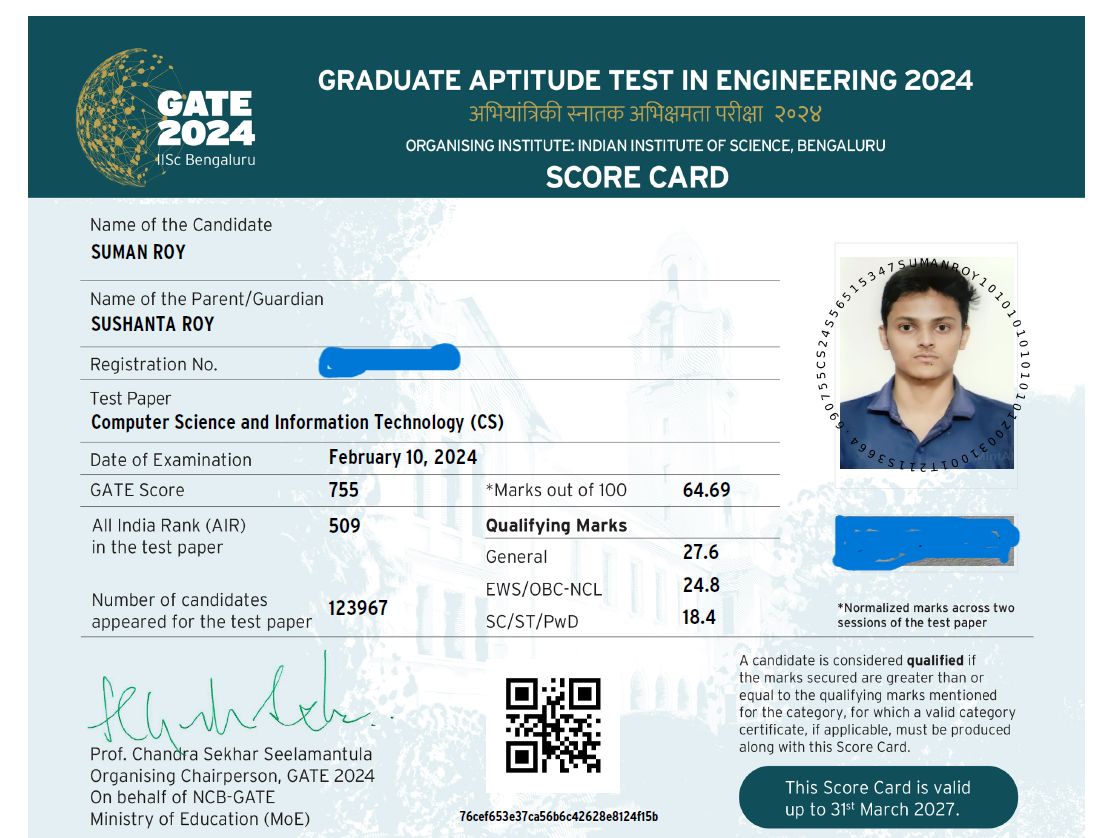 GATE
2024
IISc Bengaluru
GRADUATE APTITUDE TEST IN ENGINEERING 2024
अभियांत्रिकी स्नातक अभिक्षमता परीक्षा २०२४
ORGANISING INSTITUTE: INDIAN INSTITUTE OF SCIENCE, BENGALURU
SCORE CARD
Name of the Candidate
SUMAN ROY
Name of the Parent/Guardian
SUSHANTA ROY
Registration No.
Test Paper
Computer Science and Information Technology (CS)
Date of Examination February 10, 2024
GATE Score 755 *Marks out of 100 64.69
All India Rank (AIR) 509
in the test paper
Qualifying Marks
General 27.6
EWS/OBC-NCL 24.8
SC/ST/PwD 18.4
Number of candidates
appeared for the test paper 123967
*Normalized marks across two
sessions of the test paper
Prof. Chandra Sekhar Seelamantula
Organising Chairperson, GATE 2024
On behalf of NCB-GATE
Ministry of Education (MoE)
76cef653e37ca56b6c42628e8124f15b
A candidate is considered qualified if
the marks secured are greater than or
equal to the qualifying marks mentioned
for the category, for which a valid category
certificate, if applicable, must be produced
along with this Score Card.
This Score Card is valid
up to 31st March 2027.